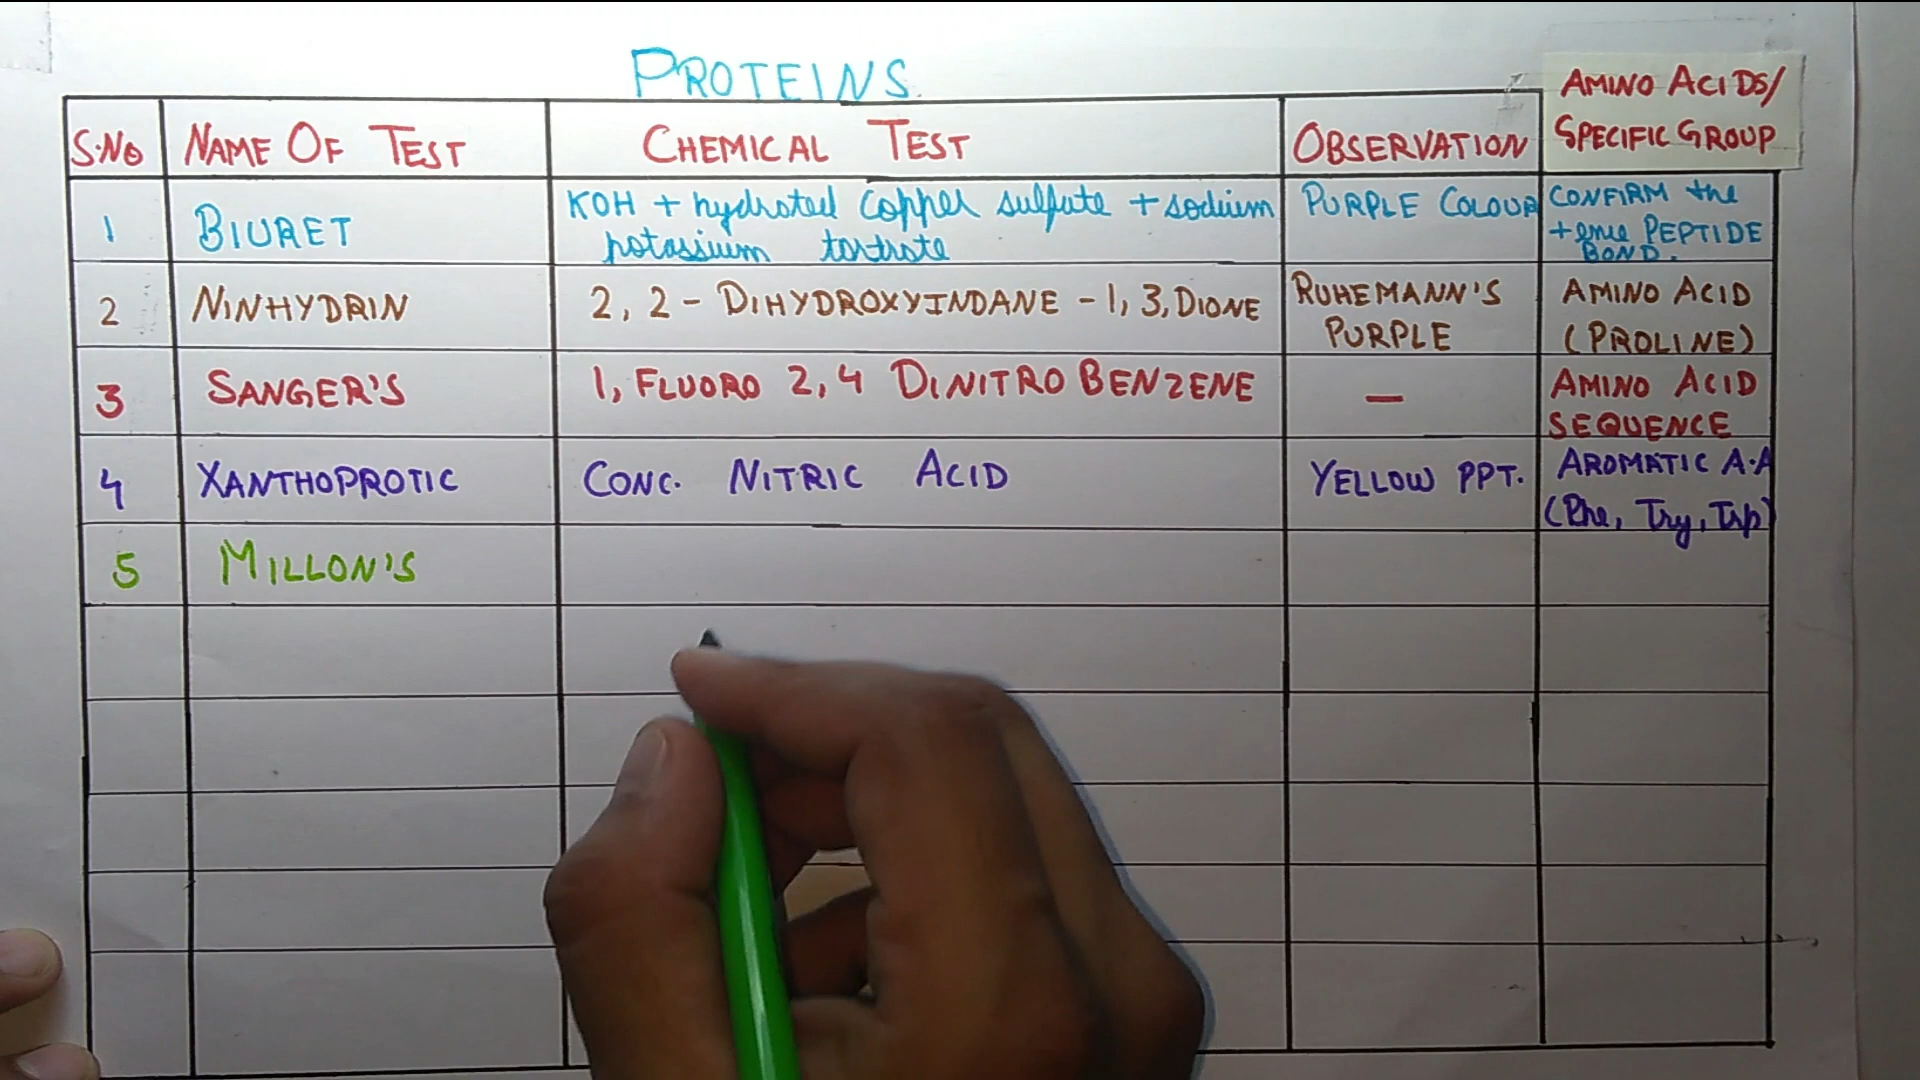 PROTEINS
S.NO NAME OF TEST CHEMICAL TEST OBSERVATION AMINO ACIDS/
SPECIFIC GROUP
1 BIURET KOH + hydrated Copper sulfate + sodium
potassium tartrate PURPLE COLOUR CONFIRM the
+ence PEPTIDE
BOND.
2 NINHYDRIN 2, 2 - DIHYDROXYINDANE - 1, 3, DIONE RUHEMANN'S
PURPLE AMINO ACID
(PROLINE)
3 SANGER'S 1, FLUORO 2, 4 DINITRO BENZENE — AMINO ACID
SEQUENCE
4 XANTHOPROTIC CONC. NITRIC ACID YELLOW PPT. AROMATIC A.A
(Phe, Try, Trp)
5 MILLON'S